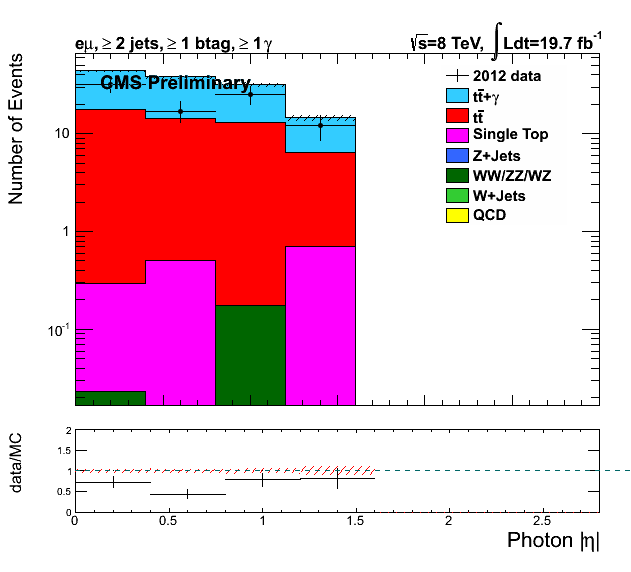 eμ, ≥ 2 jets, ≥ 1 btag, ≥ 1 γ
√s=8 TeV, ∫Ldt=19.7 fb⁻¹
CMS Preliminary
Number of Events
10
1
10⁻¹
2012 data
tt̄+γ
tt̄
Single Top
Z+Jets
WW/ZZ/WZ
W+Jets
QCD
data/MC
2
1.5
1
0.5
0
0 0.5 1 1.5 2 2.5
Photon |η|